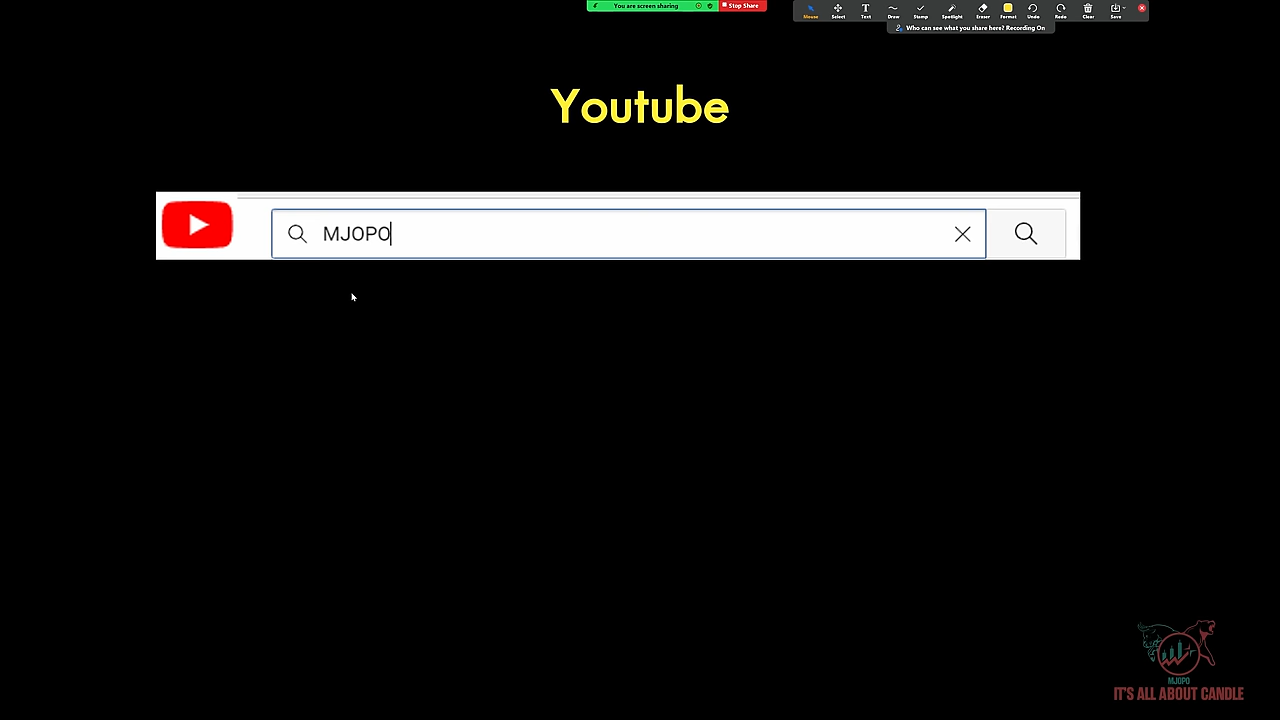 You are screen sharing
Stop Share
Mouse Select Text Draw Stamp Spotlight Eraser Format Undo Redo Clear Save
Who can see what you share here? Recording On
Youtube
MJOPO
MJOPO
IT'S ALL ABOUT CANDLE